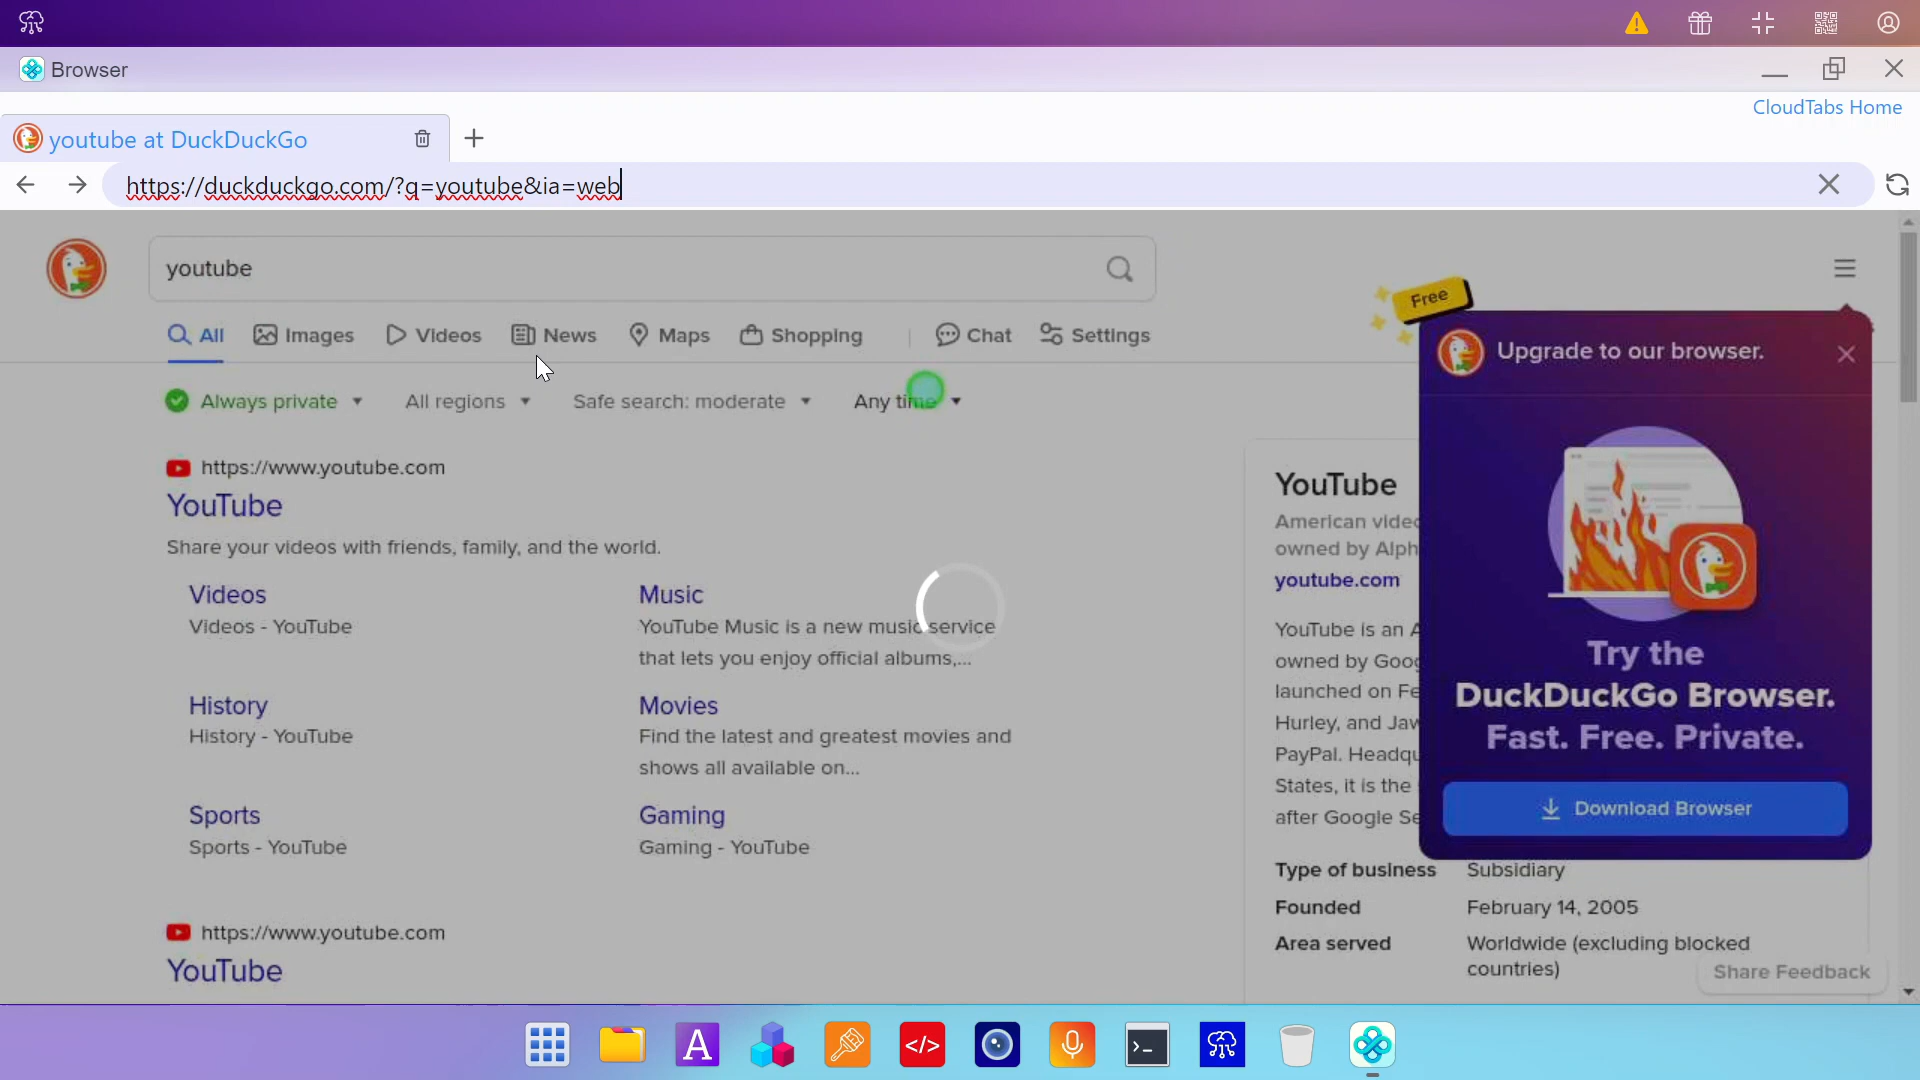 Browser
CloudTabs Home
youtube at DuckDuckGo
https://duckduckgo.com/?q=youtube&ia=web
youtube
All Images Videos News Maps Shopping Chat Settings
Always private All regions Safe search: moderate Any time
https://www.youtube.com
YouTube
Share your videos with friends, family, and the world.
Videos
Videos - YouTube
Music
YouTube Music is a new music service
that lets you enjoy official albums,...
History
History - YouTube
Movies
Find the latest and greatest movies and
shows all available on...
Sports
Sports - YouTube
Gaming
Gaming - YouTube
https://www.youtube.com
YouTube
YouTube
American video
owned by Alph
youtube.com
YouTube is an A
owned by Goog
launched on Fe
Hurley, and Jaw
PayPal. Headqu
States, it is the
after Google Se
Type of business Subsidiary
Founded February 14, 2005
Area served Worldwide (excluding blocked
countries)
Free
Upgrade to our browser.
Try the
DuckDuckGo Browser.
Fast. Free. Private.
Download Browser
Share Feedback
A